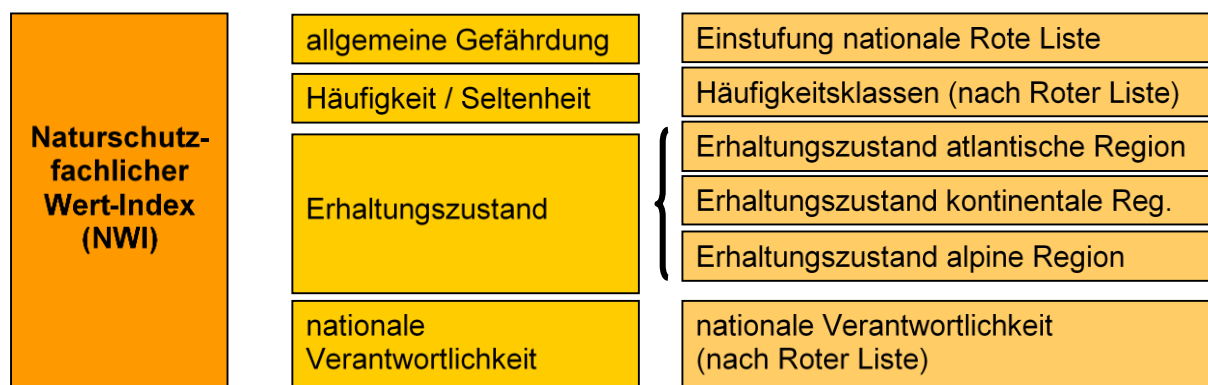 Naturschutz-
fachlicher
Wert-Index
(NWI)
allgemeine Gefährdung
Einstufung nationale Rote Liste
Häufigkeit / Seltenheit
Häufigkeitsklassen (nach Roter Liste)
Erhaltungszustand
Erhaltungszustand atlantische Region
Erhaltungszustand kontinentale Reg.
Erhaltungszustand alpine Region
nationale
Verantwortlichkeit
nationale Verantwortlichkeit
(nach Roter Liste)